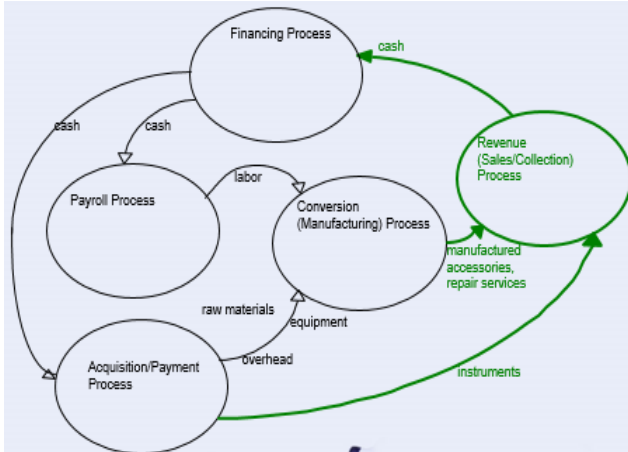 Financing Process
cash
cash
cash
Revenue
(Sales/Collection)
Process
Payroll Process
labor
Conversion
(Manufacturing) Process
manufactured
accessories,
repair services
raw materials
equipment
overhead
Acquisition/Payment
Process
instruments